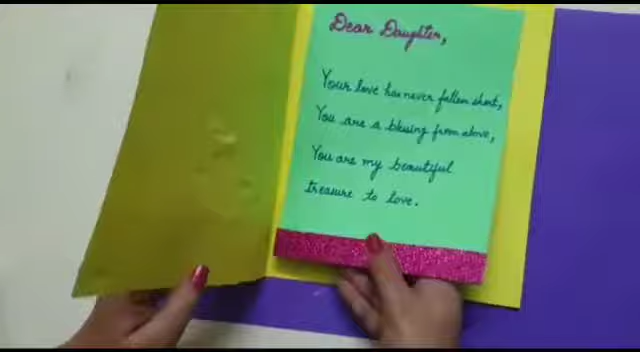 Dear Daughter,
Your love has never fallen short,
You are a blessing from above,
You are my beautiful
treasure to love.